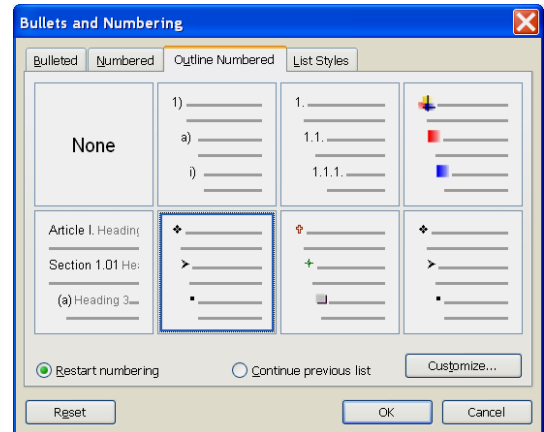 Bullets and Numbering
Bulleted Numbered Outline Numbered List Styles
None
1)
a)
i)
1.
1.1.
1.1.1.
Article I. Heading
Section 1.01 Hea
(a) Heading 3
Restart numbering Continue previous list Customize...
Reset OK Cancel